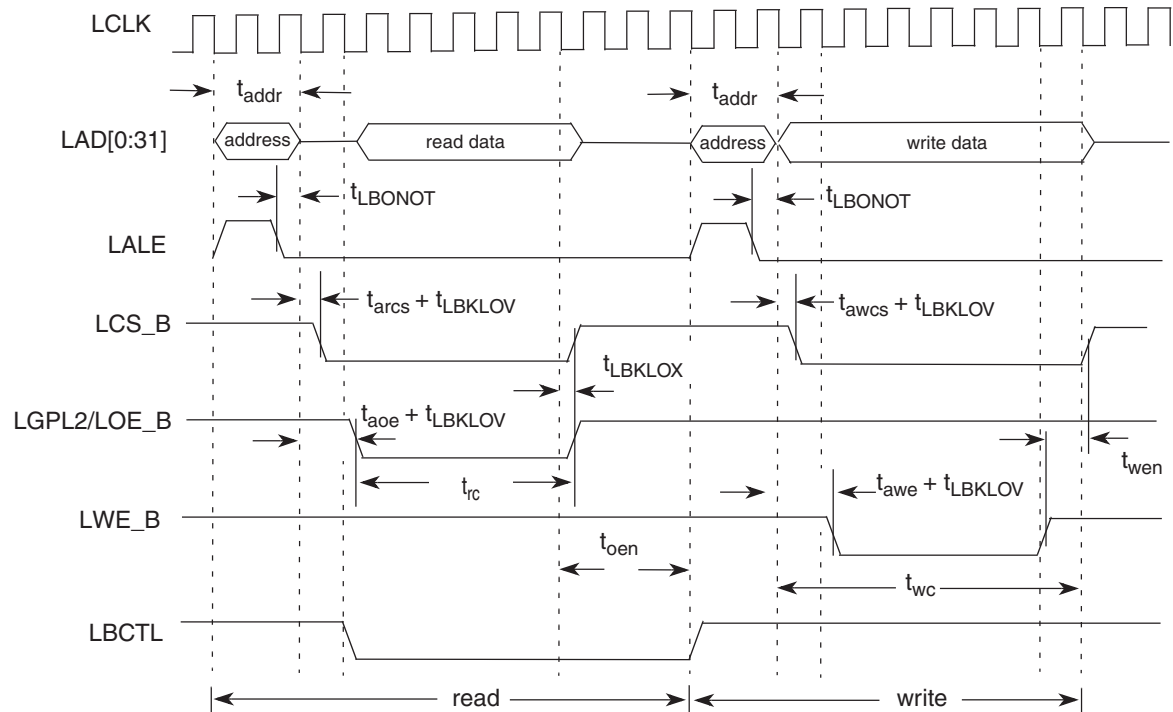 LCLK
t_addr t_addr
LAD[0:31] address read data address write data
t_LBONOT t_LBONOT
LALE
t_arcs + t_LBKLOV t_awcs + t_LBKLOV
LCS_B
t_LBKLOX
LGPL2/LOE_B t_aoe + t_LBKLOV
t_wen
t_rc t_awe + t_LBKLOV
LWE_B
t_oen
t_wc
LBCTL
read write